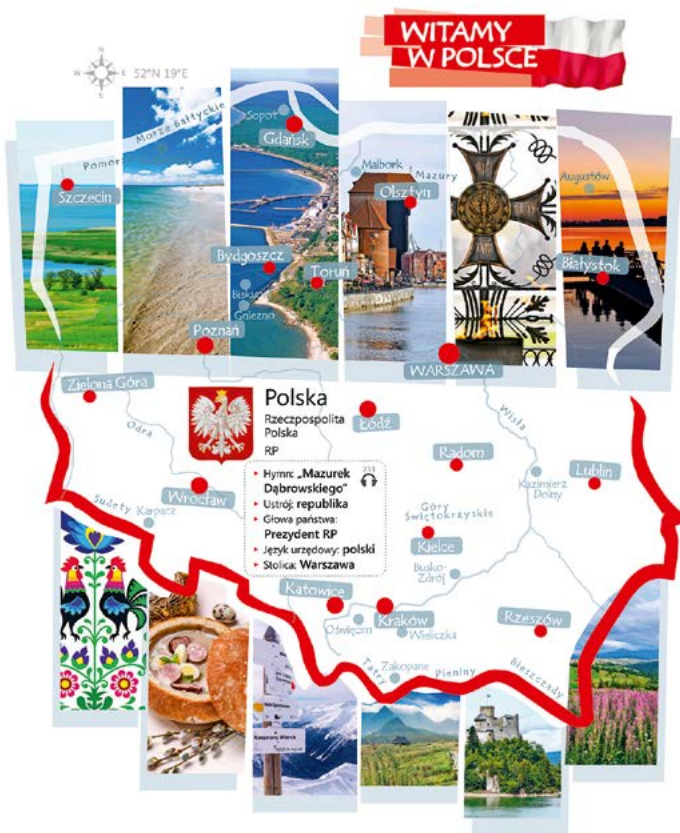 WITAMY
W POLSCE
N
W
E
S
52°N 19°E
Morze Bałtyckie
Sopot
Gdańsk
Szczecin
Malbork
Mazury
Olsztyn
Augustów
Bydgoszcz
Toruń
Białystok
Biskupin
Gniezno
Poznań
WARSZAWA
Zielona Góra
Polska
Rzeczpospolita
Polska
RP
Łódź
Odra
Wisła
Hymn: „Mazurek
Dąbrowskiego”
Ustrój: republika
Głowa państwa:
Prezydent RP
Język urzędowy: polski
Stolica: Warszawa
Radom
Lublin
Kazimierz
Dolny
Wrocław
Sudety
Karpacz
Góry
Świętokrzyskie
Kielce
Busko-
Zdrój
Katowice
Kraków
Rzeszów
Oświęcim
Wieliczka
Tatry
Zakopane
Pieniny
Bieszczady
Kasprowy Wierch